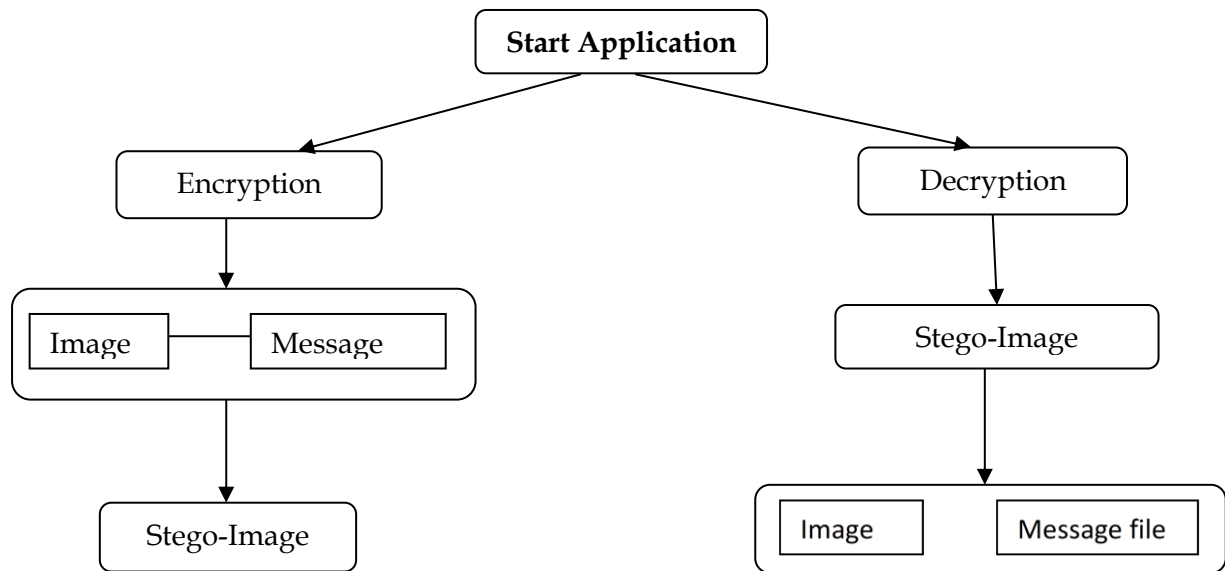 Start Application
Encryption
Decryption
Image
Message
Stego-Image
Stego-Image
Image
Message file